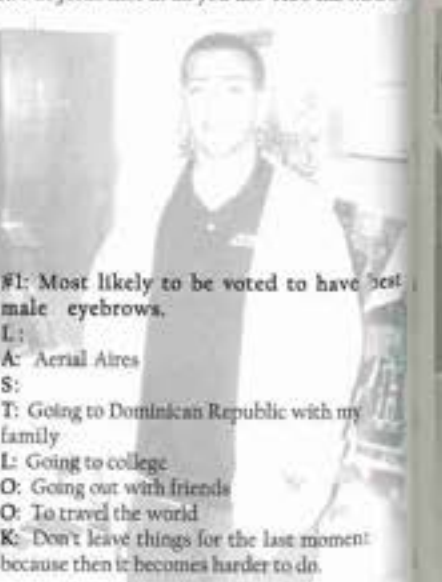 #1: Most likely to be voted to have best
male eyebrows.
L:
A: Aerial Aires
S:
T: Going to Dominican Republic with my
family
L: Going to college
O: Going out with friends
O: To travel the world
K: Don't leave things for the last moment
because then it becomes harder to do.